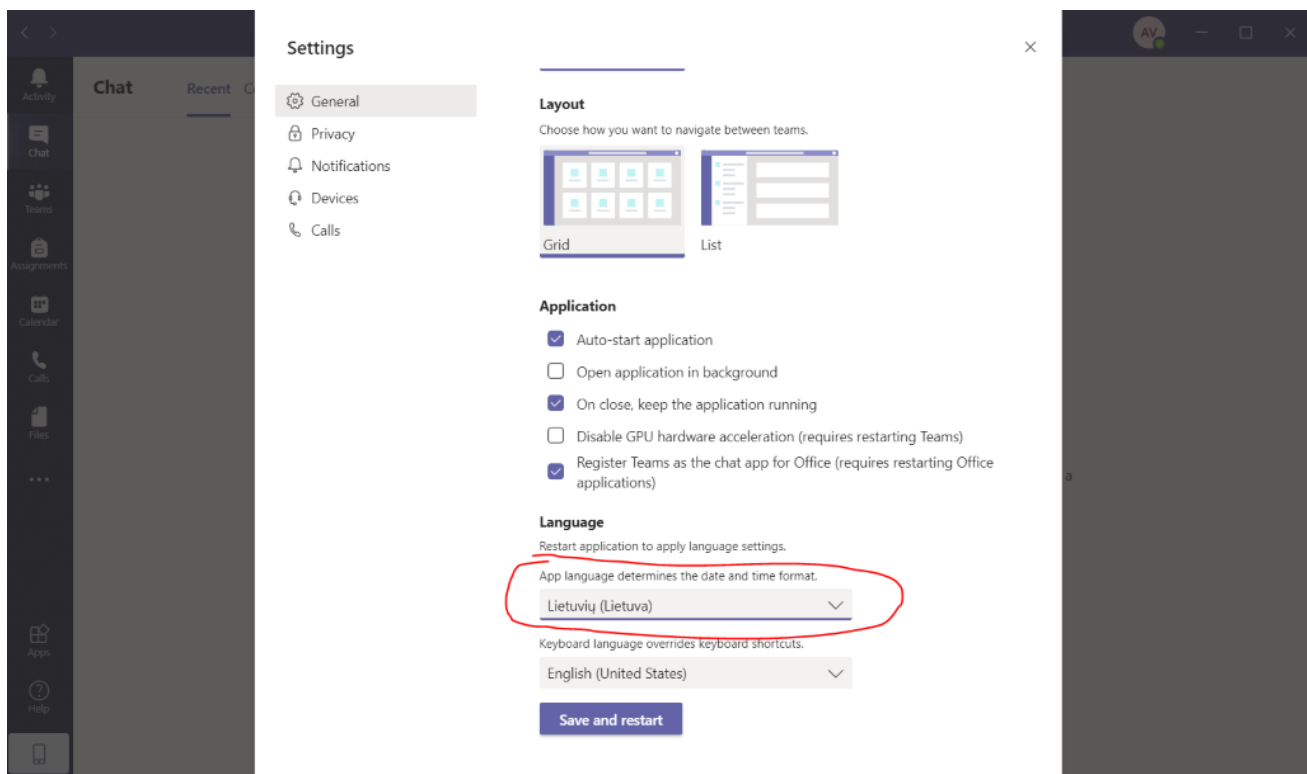 AV
Settings
Activity
Chat
Recent
General
Privacy
Notifications
Devices
Calls
Layout
Choose how you want to navigate between teams.
Grid
List
Application
Auto-start application
Open application in background
On close, keep the application running
Disable GPU hardware acceleration (requires restarting Teams)
Register Teams as the chat app for Office (requires restarting Office
applications)
Language
Restart application to apply language settings.
App language determines the date and time format.
Lietuvių (Lietuva)
Keyboard language overrides keyboard shortcuts.
English (United States)
Save and restart
Chat
Teams
Assignments
Calendar
Calls
Files
Apps
Help
a